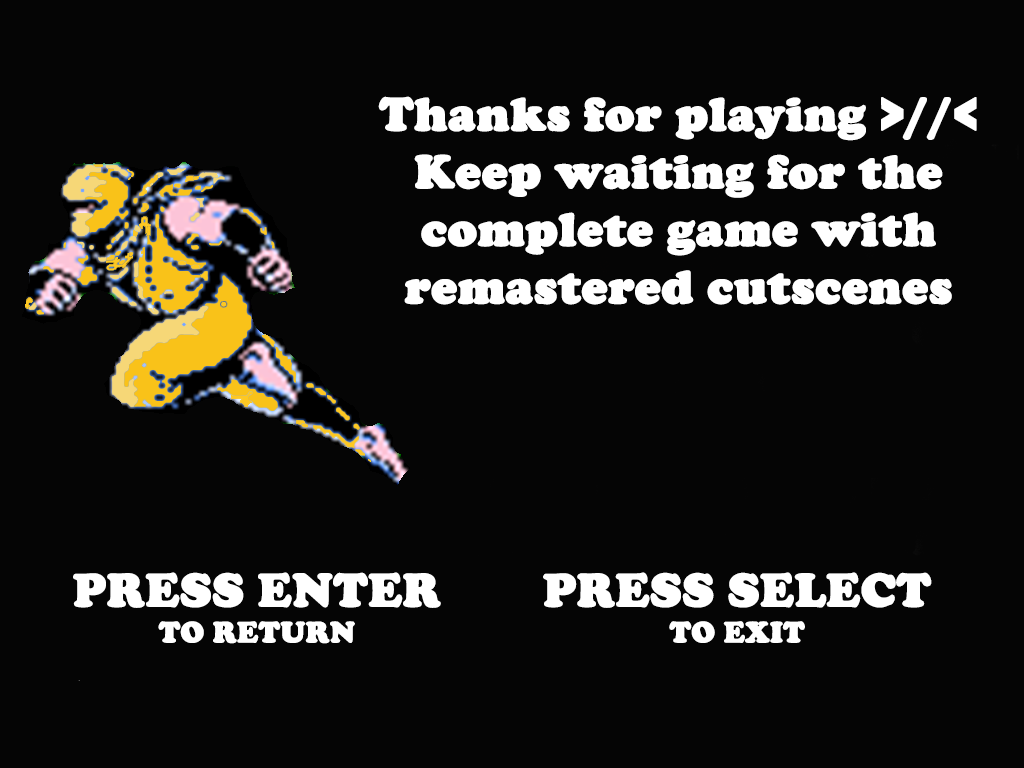 Thanks for playing >//<
Keep waiting for the
complete game with
remastered cutscenes
PRESS ENTER
TO RETURN
PRESS SELECT
TO EXIT